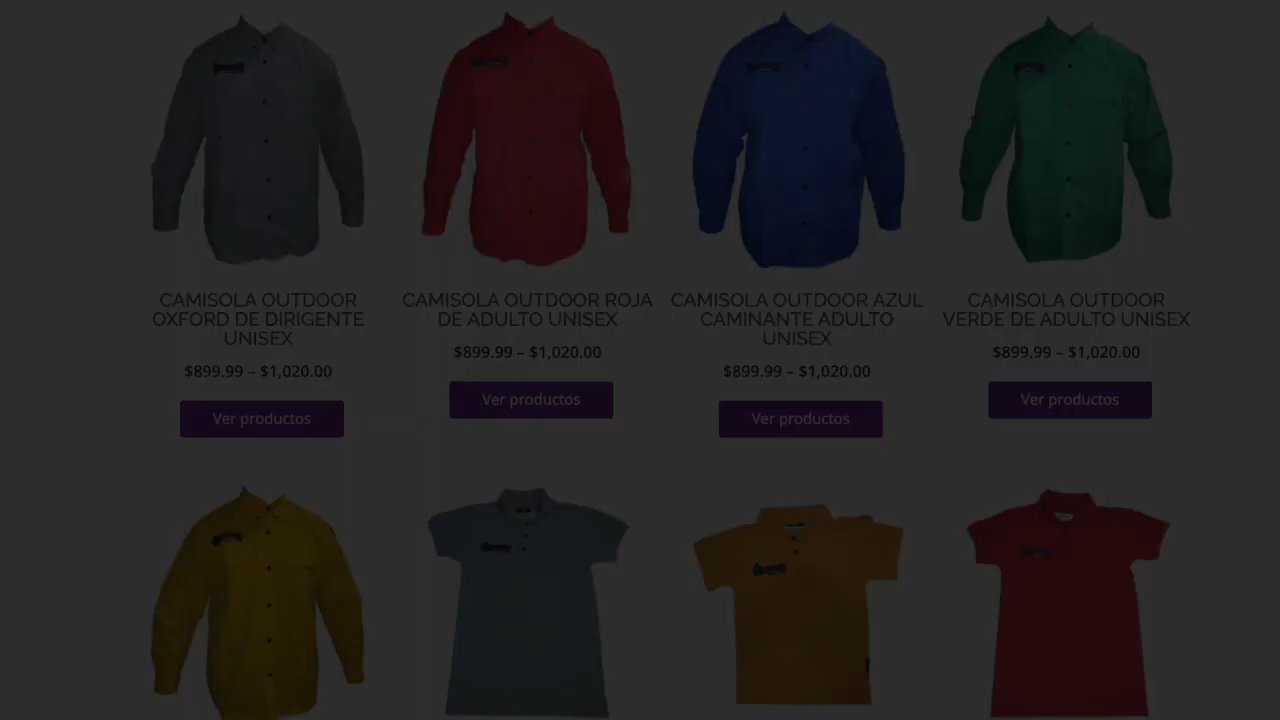 CAMISOLA OUTDOOR
OXFORD DE DIRIGENTE
UNISEX
$899.99 – $1,020.00
Ver productos
CAMISOLA OUTDOOR ROJA
DE ADULTO UNISEX
$899.99 – $1,020.00
Ver productos
CAMISOLA OUTDOOR AZUL
CAMINANTE ADULTO
UNISEX
$899.99 – $1,020.00
Ver productos
CAMISOLA OUTDOOR
VERDE DE ADULTO UNISEX
$899.99 – $1,020.00
Ver productos